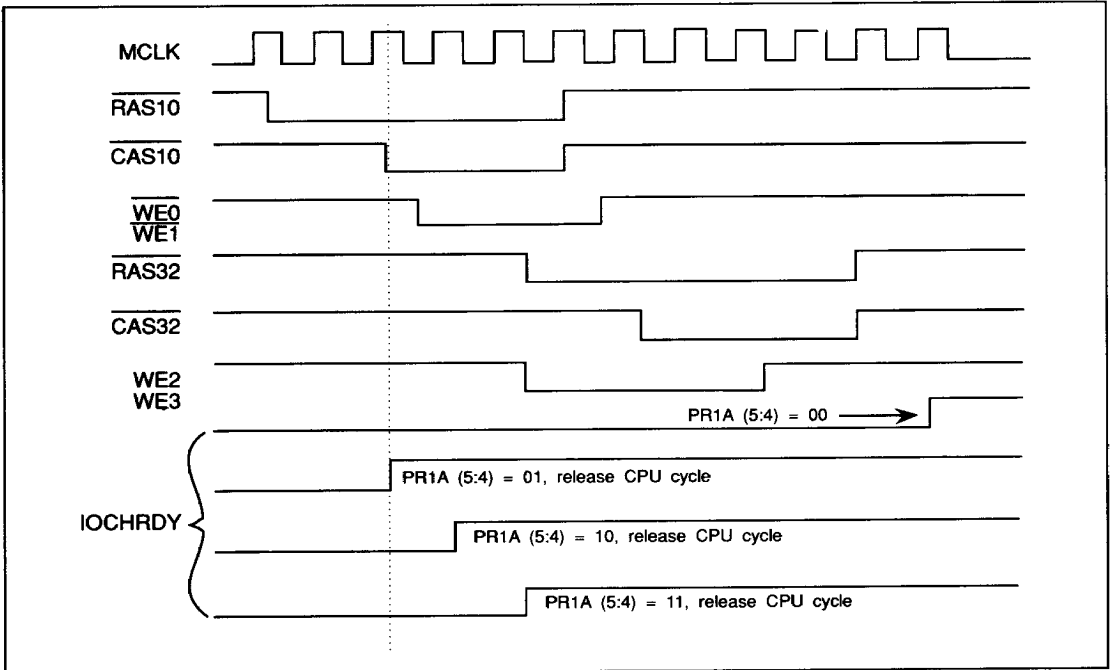 MCLK
RAS10
CAS10
WE0
WE1
RAS32
CAS32
WE2
WE3
PR1A (5:4) = 00
IOCHRDY
PR1A (5:4) = 01, release CPU cycle
PR1A (5:4) = 10, release CPU cycle
PR1A (5:4) = 11, release CPU cycle